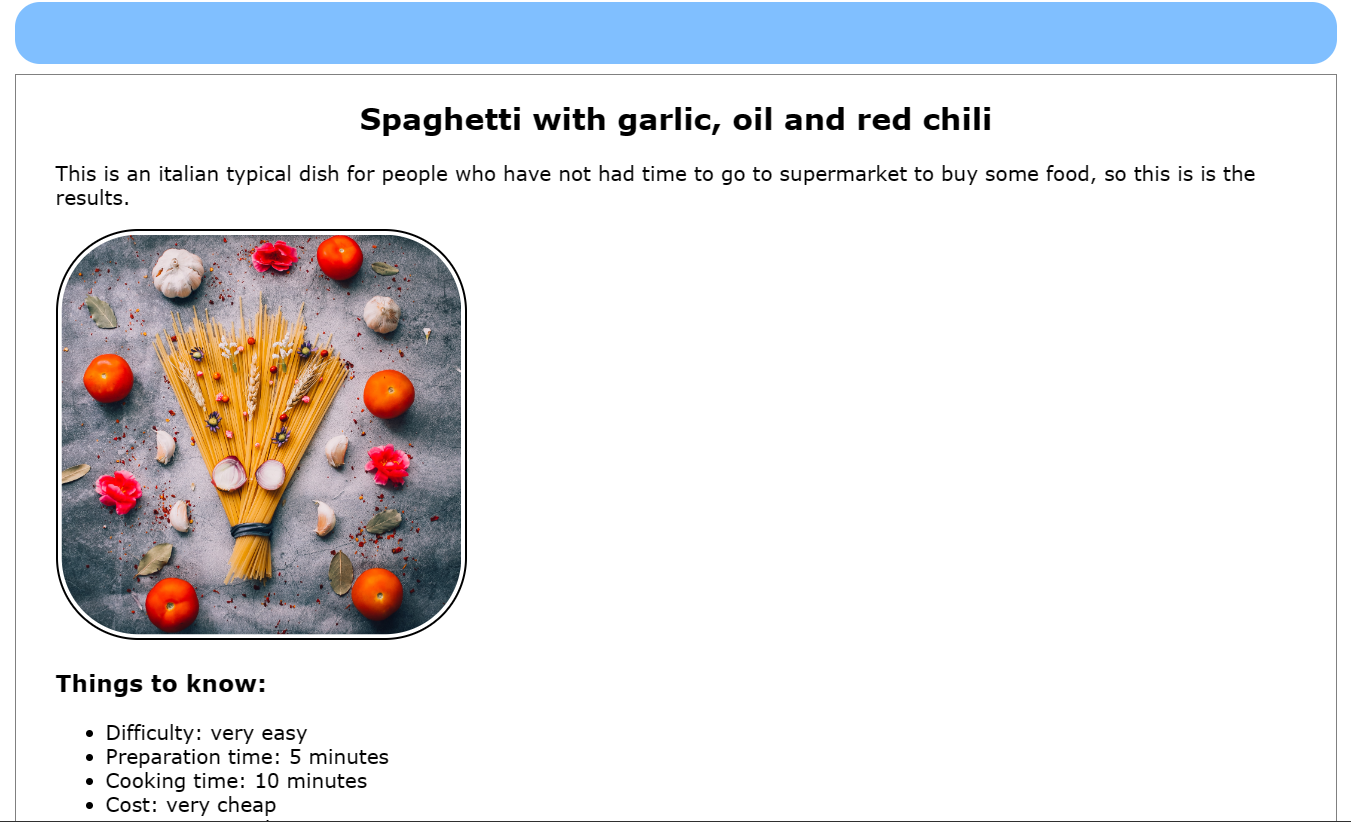 Spaghetti with garlic, oil and red chili
This is an italian typical dish for people who have not had time to go to supermarket to buy some food, so this is is the
results.
Things to know:
Difficulty: very easy
Preparation time: 5 minutes
Cooking time: 10 minutes
Cost: very cheap